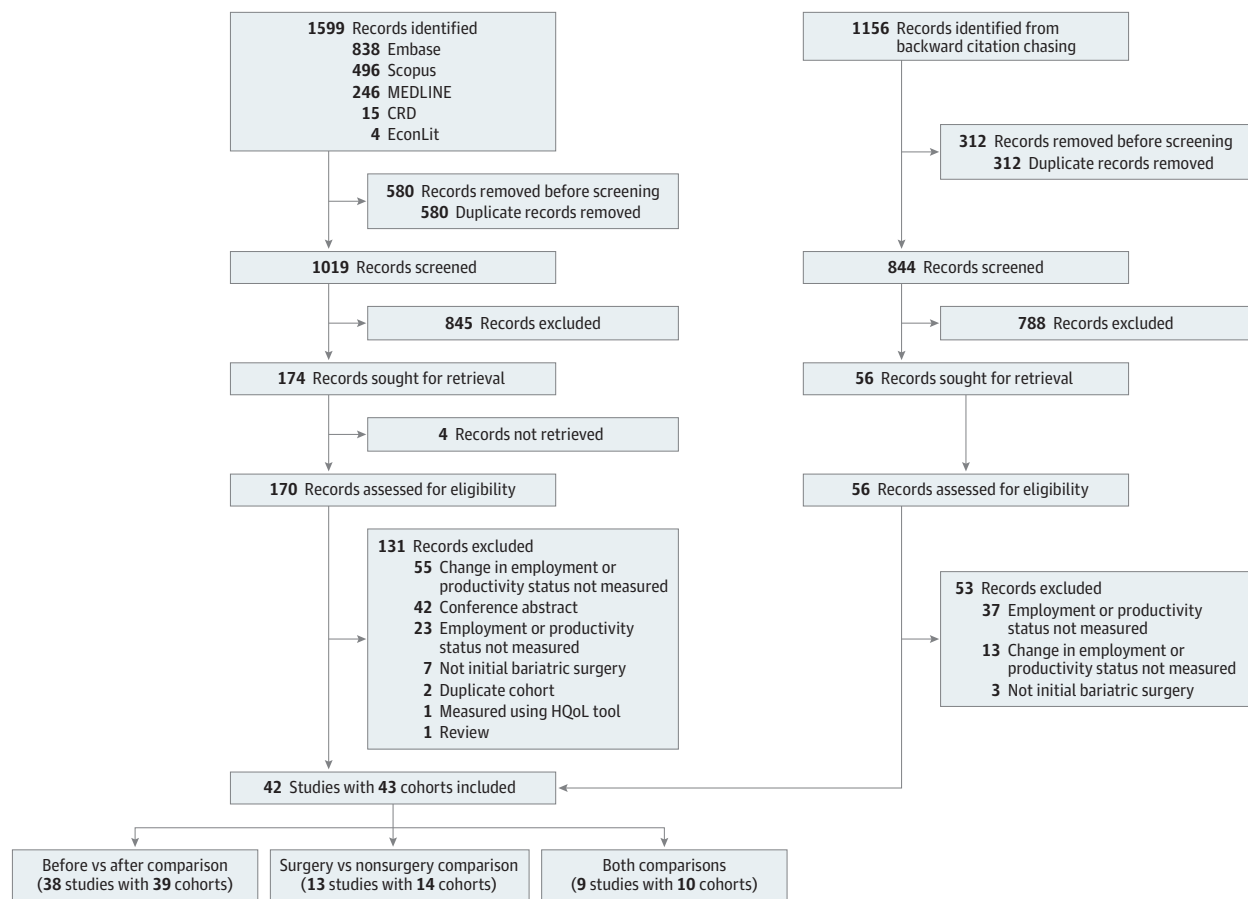 1599 Records identified
838 Embase
496 Scopus
246 MEDLINE
15 CRD
4 EconLit
580 Records removed before screening
580 Duplicate records removed
1019 Records screened
845 Records excluded
174 Records sought for retrieval
4 Records not retrieved
170 Records assessed for eligibility
131 Records excluded
55 Change in employment or
productivity status not measured
42 Conference abstract
23 Employment or productivity
status not measured
7 Not initial bariatric surgery
2 Duplicate cohort
1 Measured using HQoL tool
1 Review
1156 Records identified from
backward citation chasing
312 Records removed before screening
312 Duplicate records removed
844 Records screened
788 Records excluded
56 Records sought for retrieval
56 Records assessed for eligibility
53 Records excluded
37 Employment or productivity
status not measured
13 Change in employment or
productivity status not measured
3 Not initial bariatric surgery
42 Studies with 43 cohorts included
Before vs after comparison
(38 studies with 39 cohorts)
Surgery vs nonsurgery comparison
(13 studies with 14 cohorts)
Both comparisons
(9 studies with 10 cohorts)